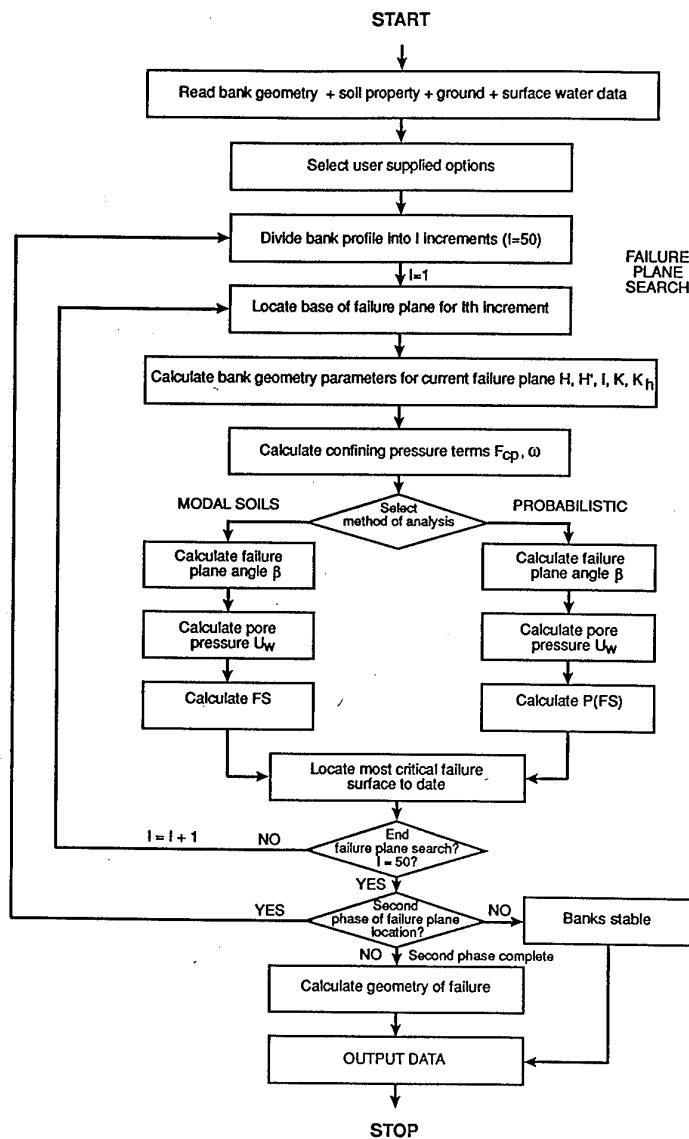 START
Read bank geometry + soil property + ground + surface water data
Select user supplied options
Divide bank profile into I increments (I=50)
FAILURE
PLANE
SEARCH
I=1
Locate base of failure plane for Ith increment
Calculate bank geometry parameters for current failure plane H, H', I, K, Kh
Calculate confining pressure terms Fcp, ω
MODAL SOILS
Select
method of analysis
PROBABILISTIC
Calculate failure
plane angle β
Calculate failure
plane angle β
Calculate pore
pressure Uw
Calculate pore
pressure Uw
Calculate FS
Calculate P(FS)
Locate most critical failure
surface to date
I = I + 1
NO
End
failure plane search?
I = 50?
YES
YES
Second
phase of failure plane
location?
NO
Banks stable
NO
Second phase complete
Calculate geometry of failure
OUTPUT DATA
STOP